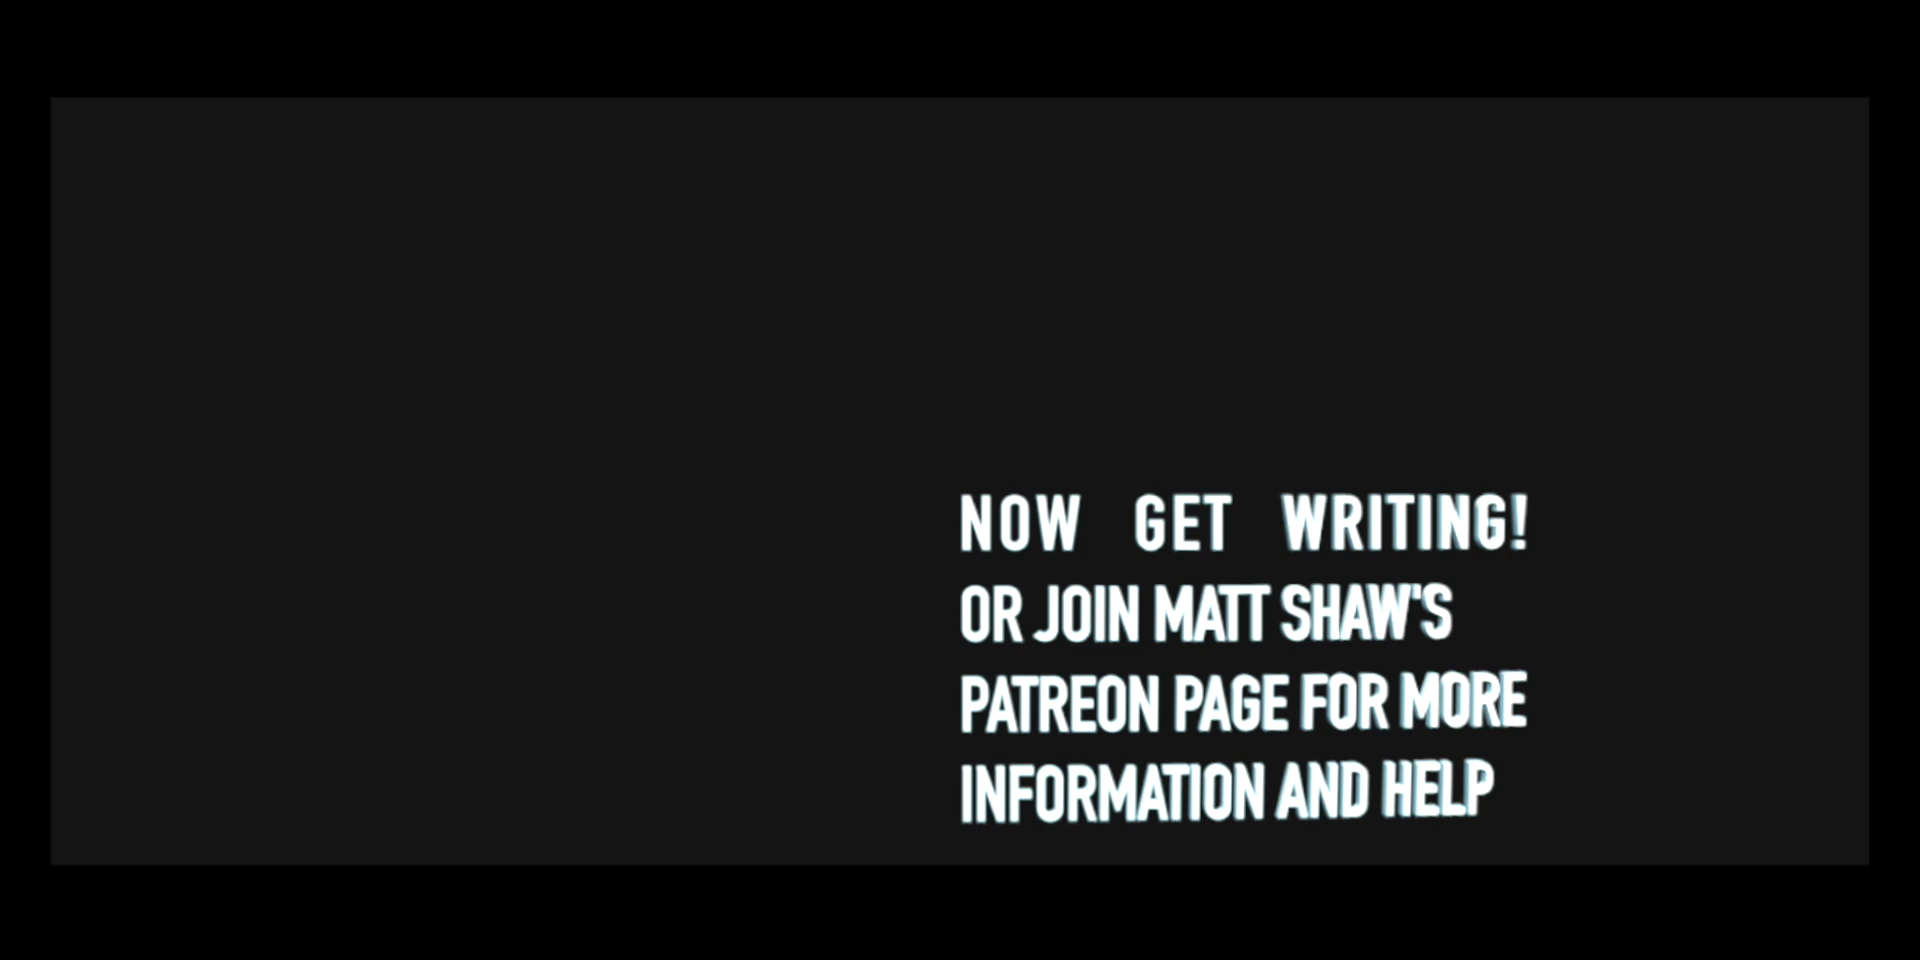 NOW GET WRITING!
OR JOIN MATT SHAW'S
PATREON PAGE FOR MORE
INFORMATION AND HELP